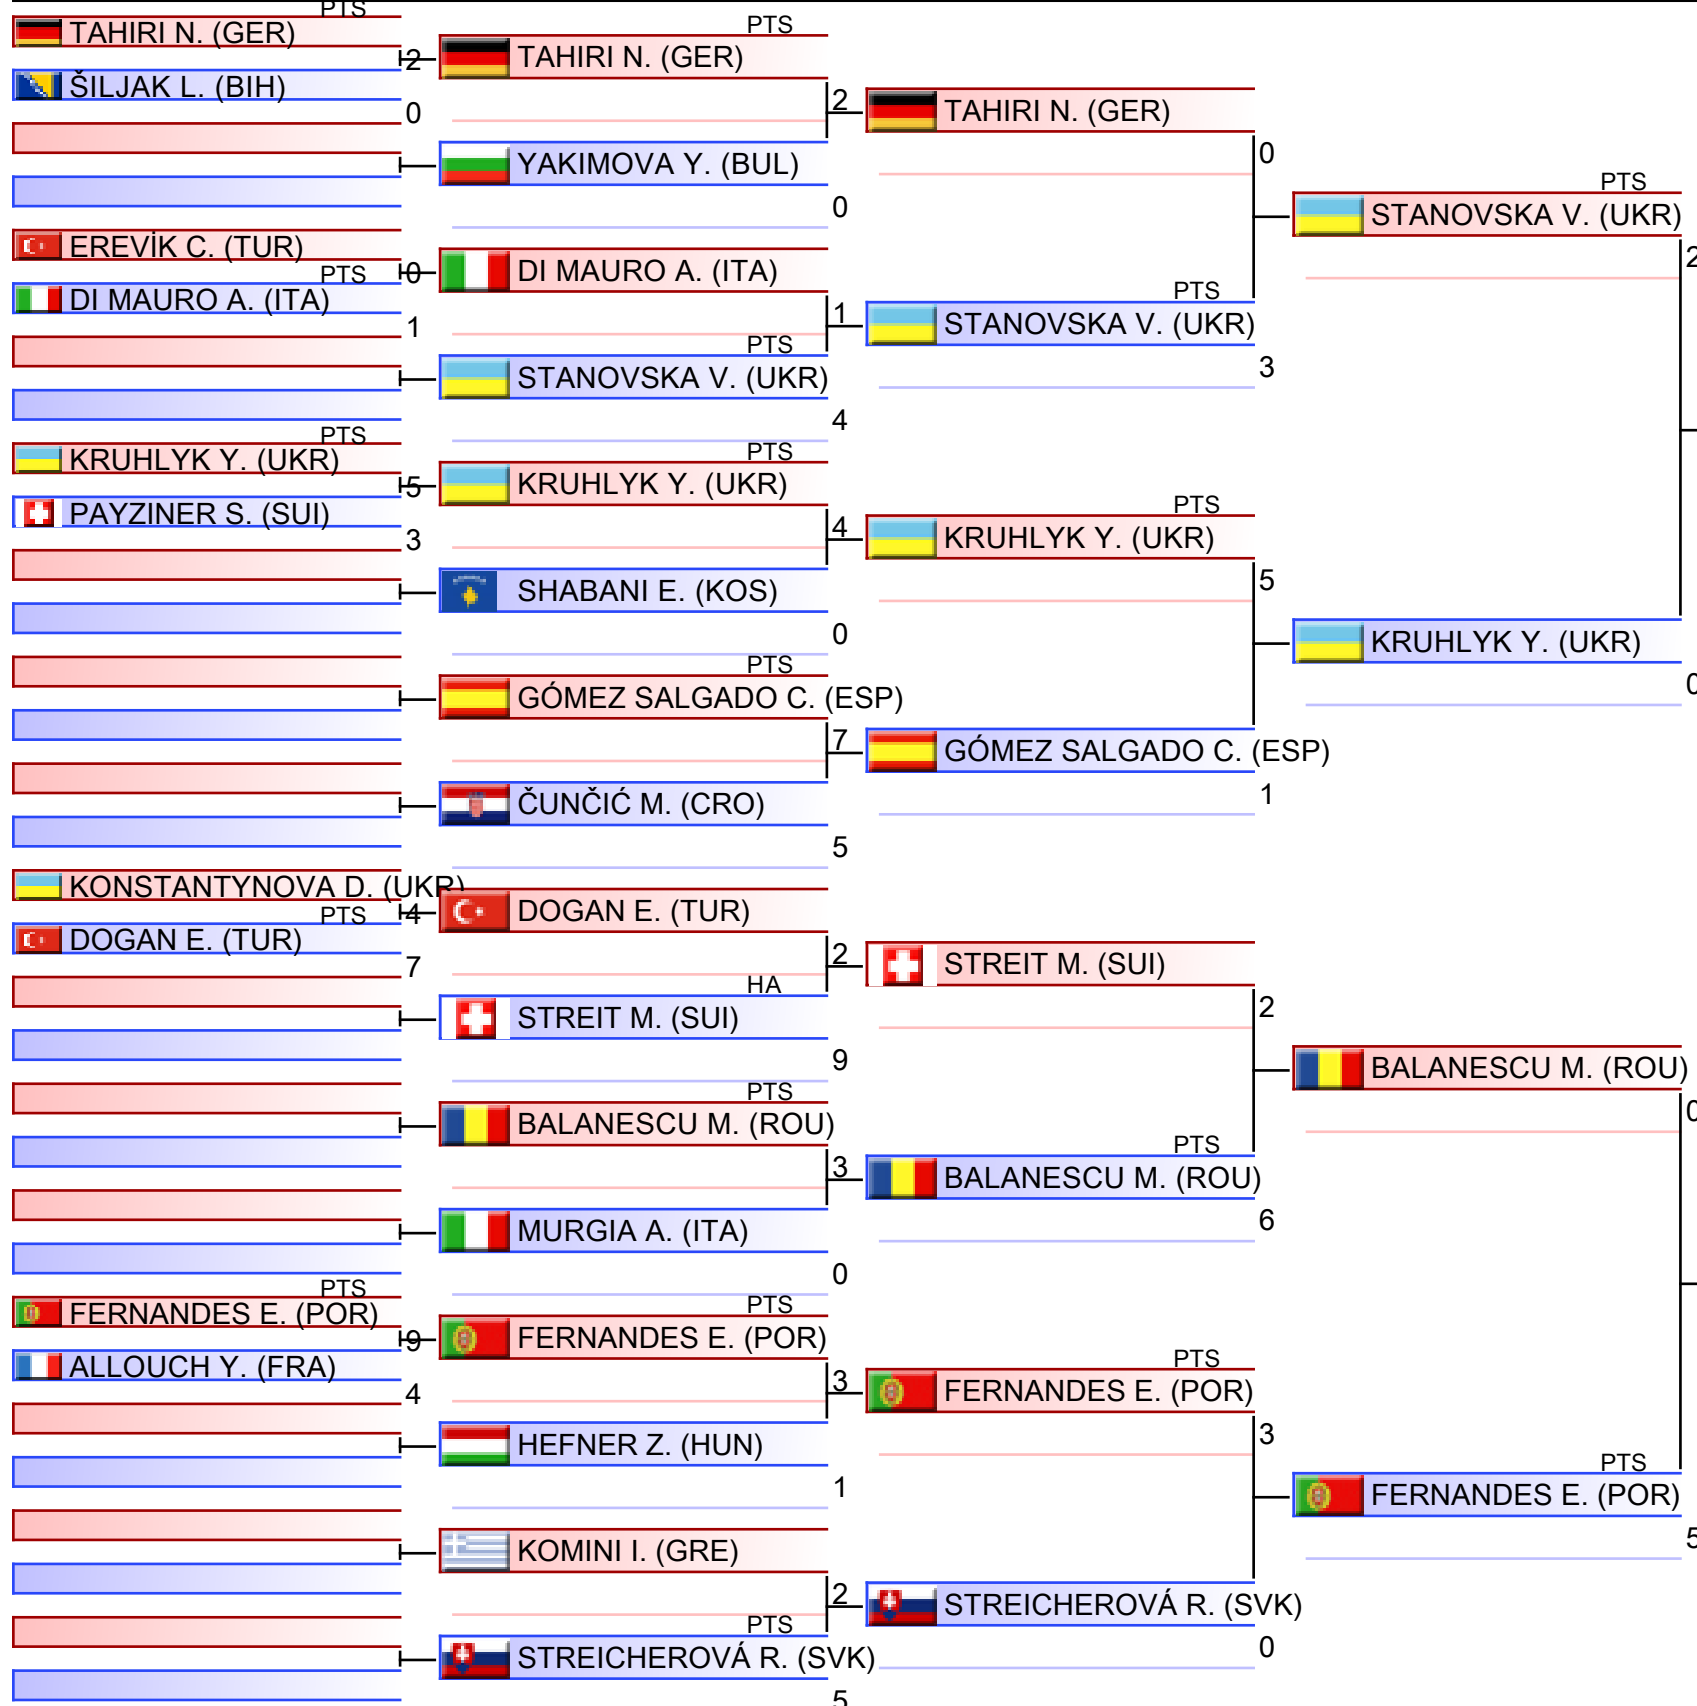 PTS
TAHIRI N. (GER)
2
ŠILJAK L. (BIH)
0
EREVİK C. (TUR)
0
PTS
DI MAURO A. (ITA)
1
PTS
KRUHLYK Y. (UKR)
5
PAYZINER S. (SUI)
3
KONSTANTYNOVA D. (UKR)
4
PTS
DOGAN E. (TUR)
7
PTS
FERNANDES E. (POR)
9
ALLOUCH Y. (FRA)
4
PTS
TAHIRI N. (GER)
2
YAKIMOVA Y. (BUL)
0
DI MAURO A. (ITA)
1
PTS
STANOVSKA V. (UKR)
4
PTS
KRUHLYK Y. (UKR)
4
SHABANI E. (KOS)
0
PTS
GÓMEZ SALGADO C. (ESP)
7
ČUNČIĆ M. (CRO)
5
DOGAN E. (TUR)
2
HA
STREIT M. (SUI)
9
PTS
BALANESCU M. (ROU)
3
MURGIA A. (ITA)
0
PTS
FERNANDES E. (POR)
3
HEFNER Z. (HUN)
1
KOMINI I. (GRE)
2
PTS
STREICHEROVÁ R. (SVK)
5
TAHIRI N. (GER)
0
PTS
STANOVSKA V. (UKR)
3
PTS
KRUHLYK Y. (UKR)
5
GÓMEZ SALGADO C. (ESP)
1
STREIT M. (SUI)
2
PTS
BALANESCU M. (ROU)
6
PTS
FERNANDES E. (POR)
3
STREICHEROVÁ R. (SVK)
0
PTS
STANOVSKA V. (UKR)
2
KRUHLYK Y. (UKR)
0
BALANESCU M. (ROU)
0
PTS
FERNANDES E. (POR)
5